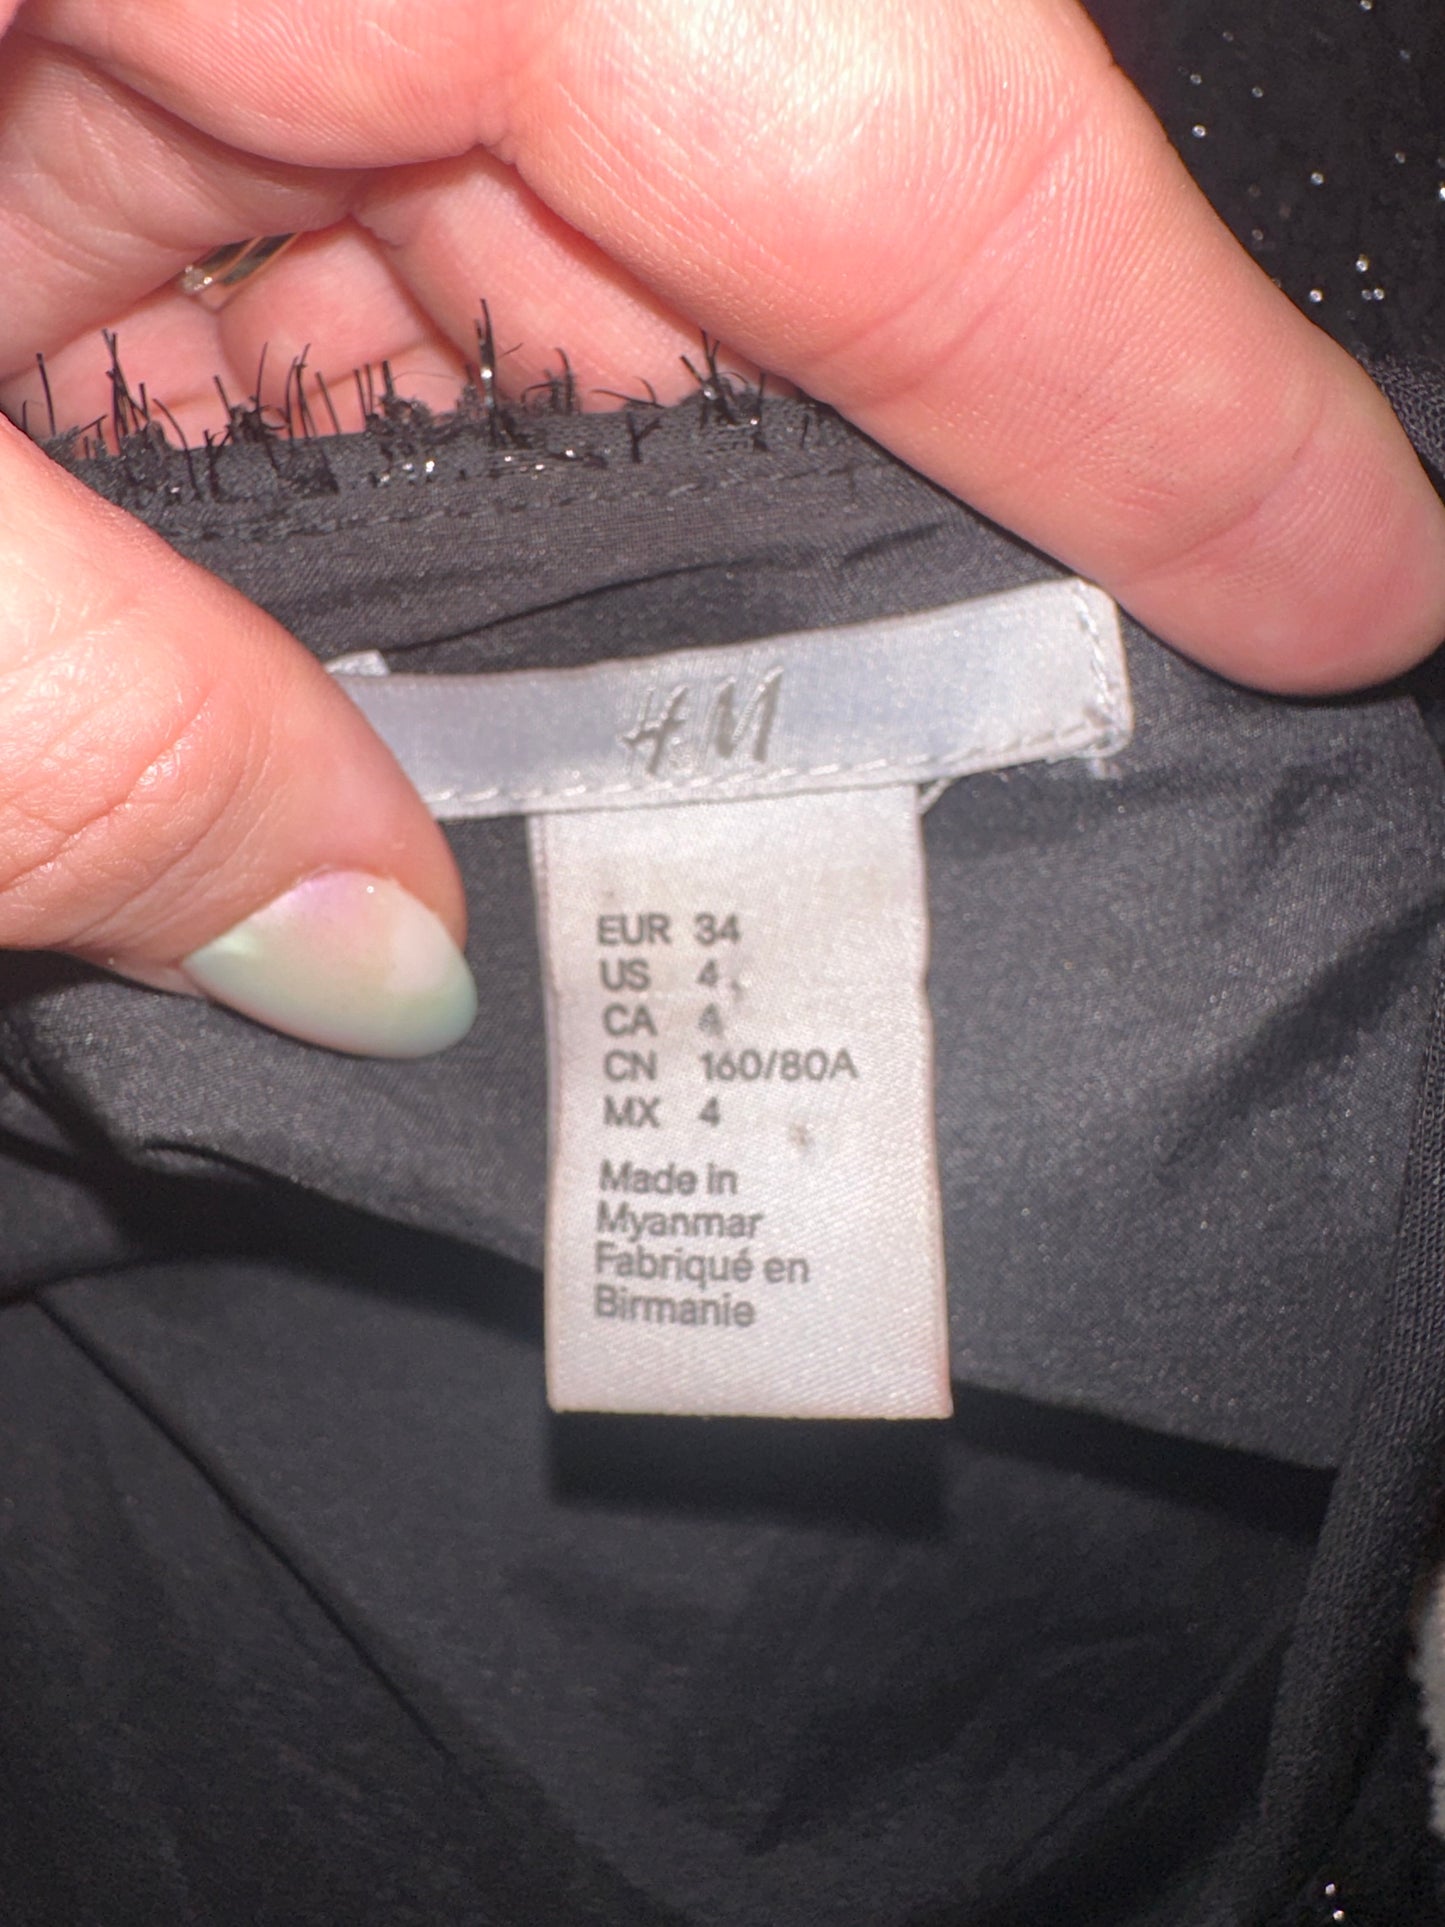 H&M
EUR 34
US 4
CA 4
CN 160/80A
MX 4
Made in
Myanmar
Fabriqué en
Birmanie